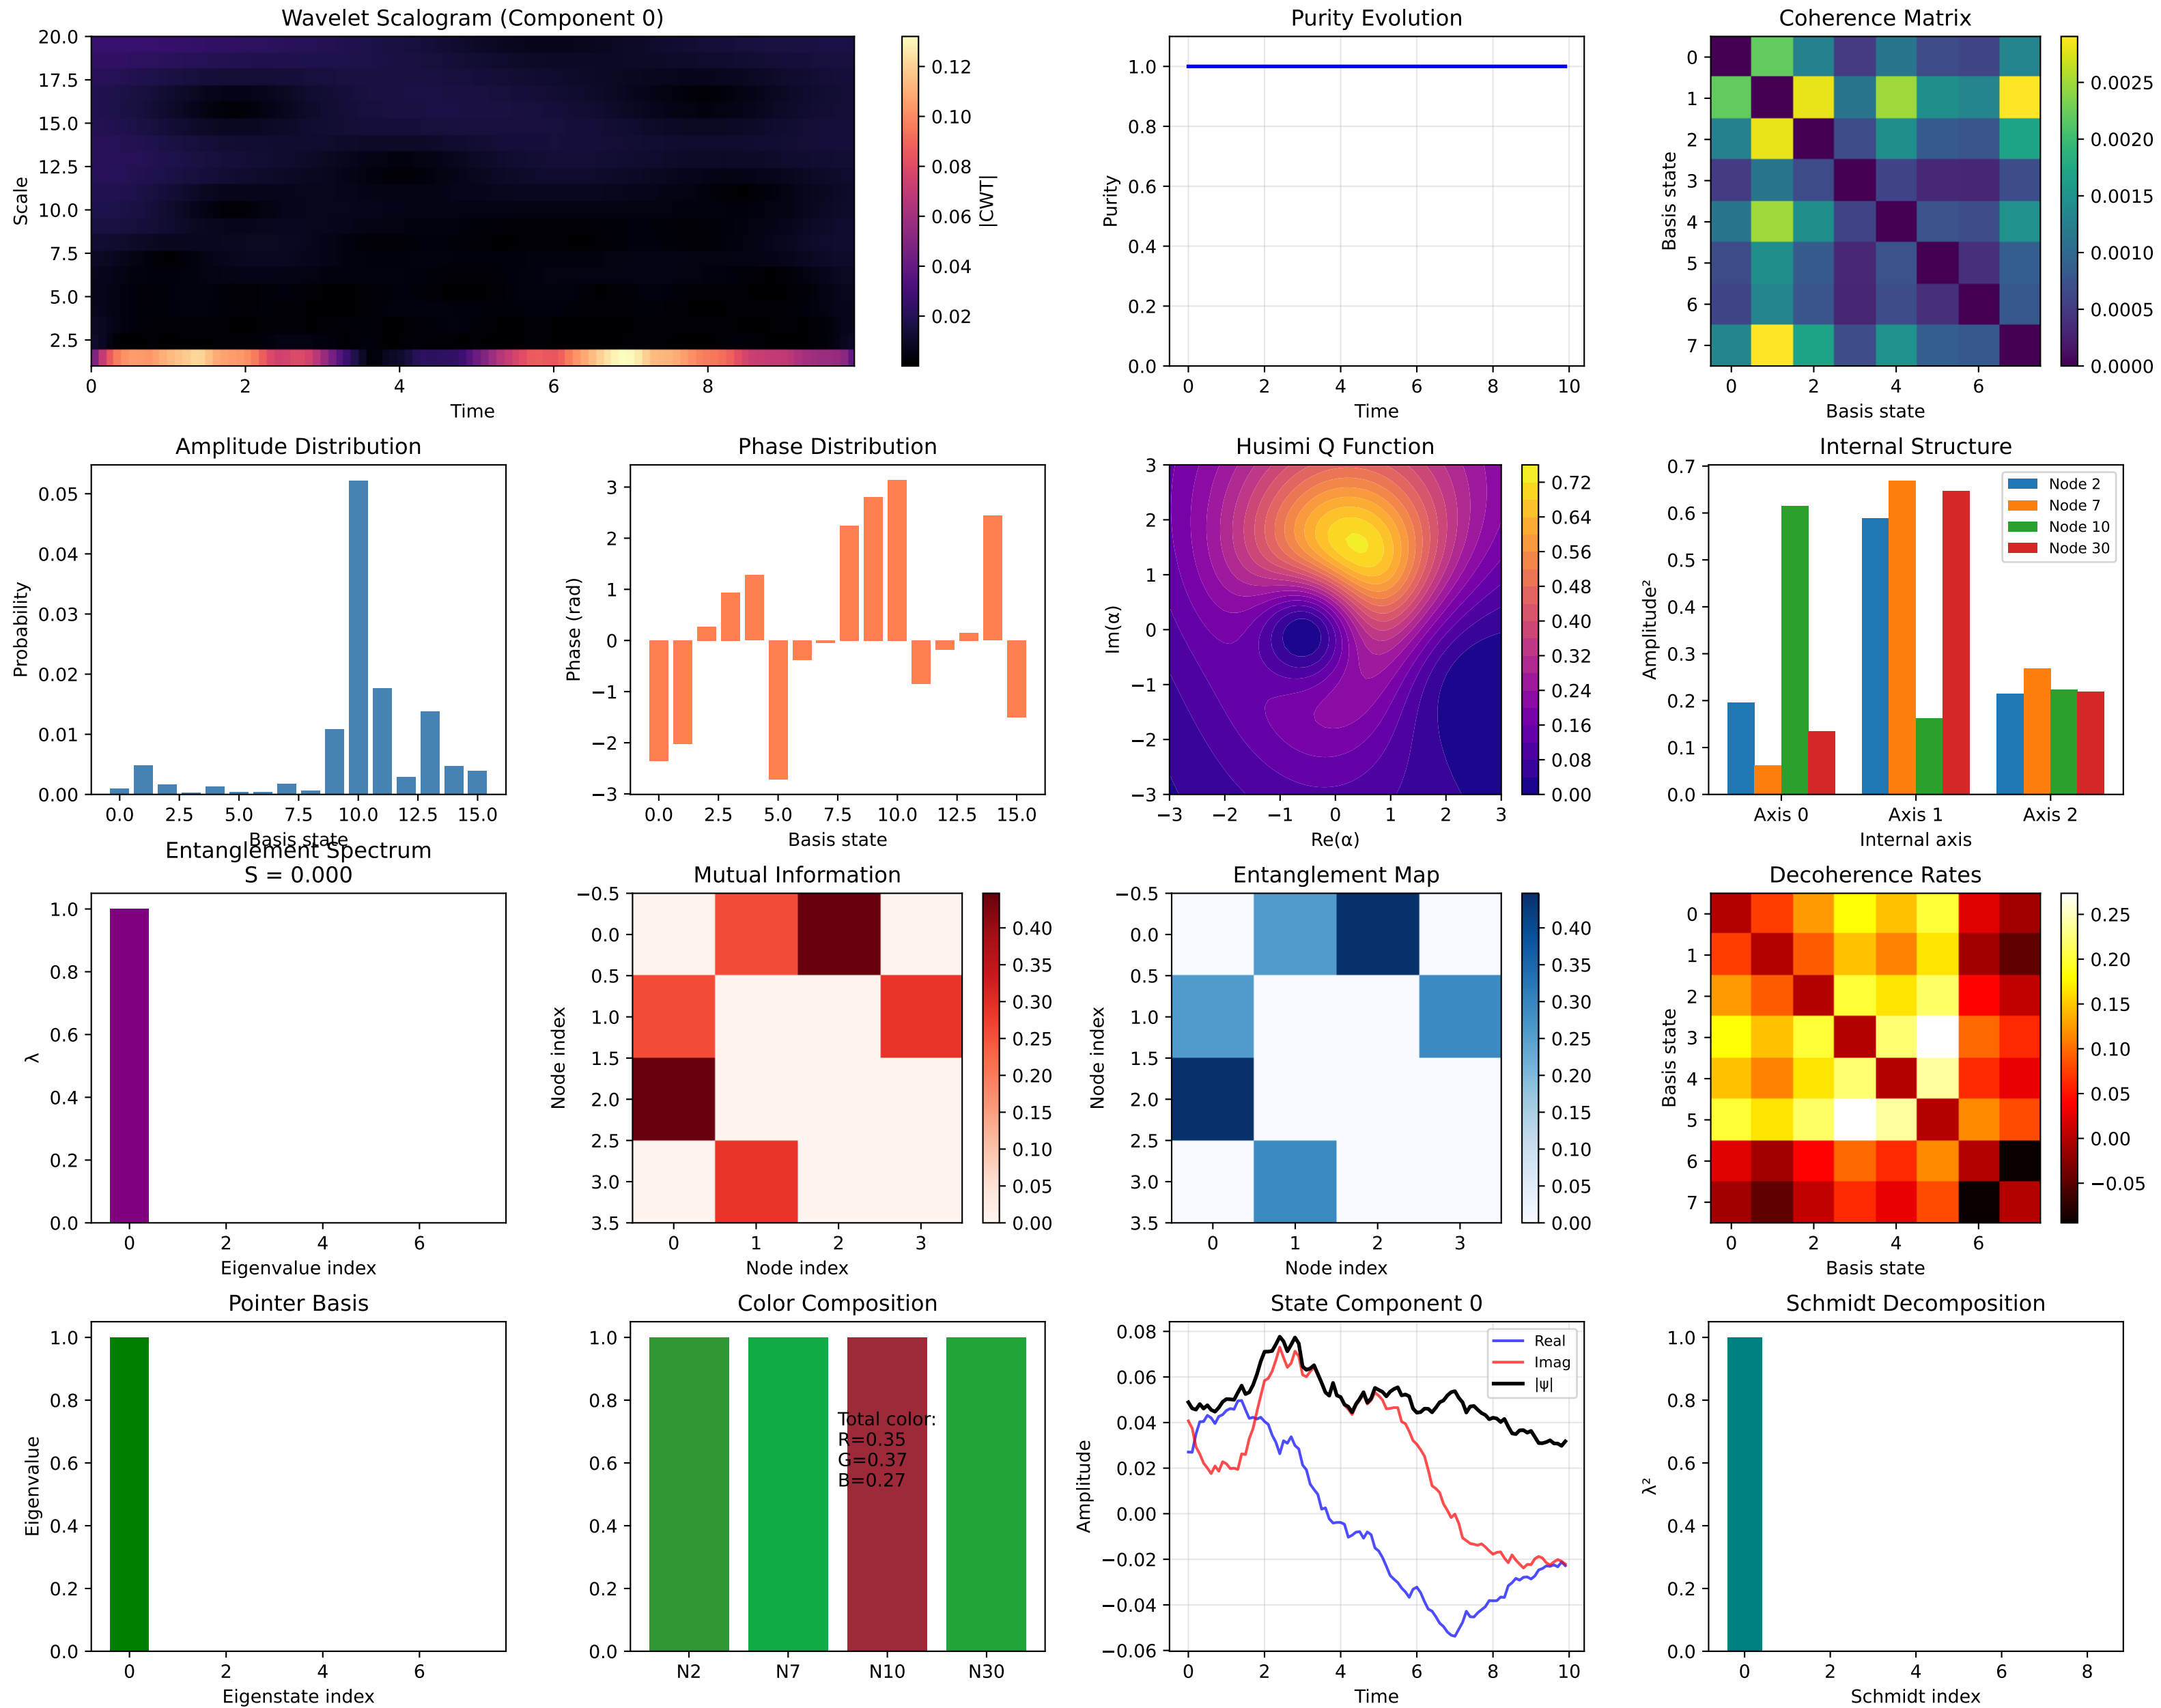 Wavelet Scalogram (Component 0)
20.0
17.5
15.0
12.5
10.0
7.5
5.0
2.5
Scale
0 2 4 6 8
Time
0.12
0.10
0.08
0.06
0.04
0.02
|CWT|
Purity Evolution
1.0
0.8
0.6
0.4
0.2
0.0
Purity
0 2 4 6 8 10
Time
Coherence Matrix
0
1
2
3
4
5
6
7
Basis state
0 2 4 6
Basis state
0.0025
0.0020
0.0015
0.0010
0.0005
0.0000
Amplitude Distribution
0.05
0.04
0.03
0.02
0.01
0.00
Probability
0.0 2.5 5.0 7.5 10.0 12.5 15.0
Basis state
Phase Distribution
3
2
1
0
−1
−2
−3
Phase (rad)
0.0 2.5 5.0 7.5 10.0 12.5 15.0
Basis state
Husimi Q Function
3
2
1
0
−1
−2
−3
Im(α)
−3 −2 −1 0 1 2 3
Re(α)
0.72
0.64
0.56
0.48
0.40
0.32
0.24
0.16
0.08
0.00
Internal Structure
0.7
0.6
0.5
0.4
0.3
0.2
0.1
0.0
Amplitude²
Node 2
Node 7
Node 10
Node 30
Axis 0 Axis 1 Axis 2
Internal axis
Entanglement Spectrum
S = 0.000
1.0
0.8
0.6
0.4
0.2
0.0
λ
0 2 4 6
Eigenvalue index
Mutual Information
−0.5
0.0
0.5
1.0
1.5
2.0
2.5
3.0
3.5
Node index
0 1 2 3
Node index
0.40
0.35
0.30
0.25
0.20
0.15
0.10
0.05
0.00
Entanglement Map
−0.5
0.0
0.5
1.0
1.5
2.0
2.5
3.0
3.5
Node index
0 1 2 3
Node index
0.40
0.35
0.30
0.25
0.20
0.15
0.10
0.05
0.00
Decoherence Rates
0
1
2
3
4
5
6
7
Basis state
0 2 4 6
Basis state
0.25
0.20
0.15
0.10
0.05
0.00
−0.05
Pointer Basis
1.0
0.8
0.6
0.4
0.2
0.0
Eigenvalue
0 2 4 6
Eigenstate index
Color Composition
1.0
0.8
0.6
0.4
0.2
0.0
Total color:
R=0.35
G=0.37
B=0.27
N2 N7 N10 N30
State Component 0
0.08
0.06
0.04
0.02
0.00
−0.02
−0.04
−0.06
Amplitude
Real
Imag
|ψ|
0 2 4 6 8 10
Time
Schmidt Decomposition
1.0
0.8
0.6
0.4
0.2
0.0
λ²
0 2 4 6 8
Schmidt index